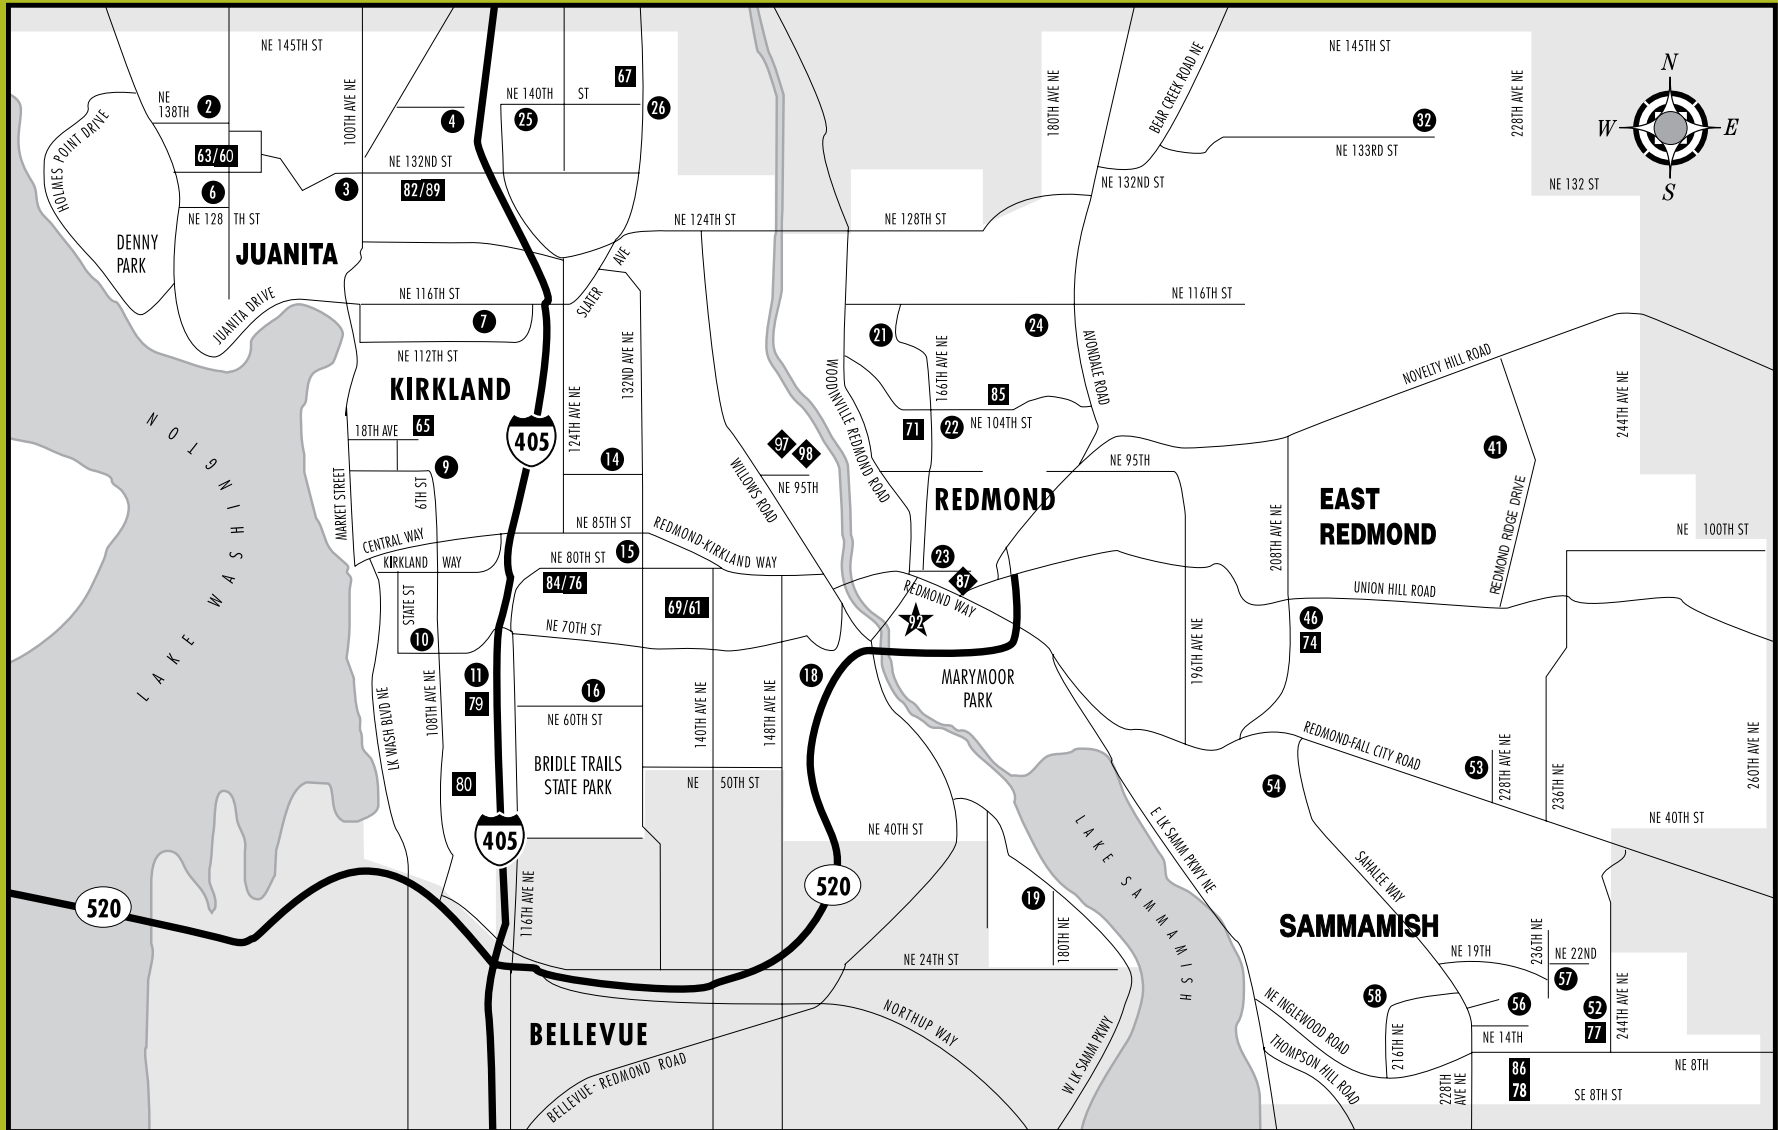 NE 145TH ST
NE 145TH ST
N
W
E
S
67
NE
138TH
2
NE 140TH ST
26
4
25
100TH AVE NE
180TH AVE NE
BEAR CREEK ROAD NE
228TH AVE NE
32
HOLMES POINT DRIVE
63/60
NE 132ND ST
NE 133RD ST
6
3
82/89
NE 132ND ST
NE 132 ST
NE 128 TH ST
NE 124TH ST
NE 128TH ST
DENNY
PARK
JUANITA
SLATER AVE
NE 116TH ST
NE 116TH ST
JUANITA DRIVE
7
21
24
NE 112TH ST
132ND AVE NE
WOODINVILLE REDMOND ROAD
166TH AVE NE
AVONDALE ROAD
NOVELTY HILL ROAD
KIRKLAND
124TH AVE NE
85
244TH AVE NE
18TH AVE
65
405
71
22
NE 104TH ST
97
98
41
9
14
NE 95TH
MARKET STREET
6TH ST
WILLOWS ROAD
NE 95TH
REDMOND
EAST
REDMOND
LAKE WASHINGTON
NE 85TH ST
REDMOND-KIRKLAND WAY
NE 100TH ST
CENTRAL WAY
208TH AVE NE
REDMOND RIDGE DRIVE
KIRKLAND WAY
NE 80TH ST
15
23
84/76
87
UNION HILL ROAD
STATE ST
69/61
REDMOND WAY
92
46
74
10
NE 70TH ST
196TH AVE NE
11
79
16
18
MARYMOOR
PARK
LK WASH BLVD NE
108TH AVE NE
NE 60TH ST
140TH AVE NE
148TH AVE NE
REDMOND-FALL CITY ROAD
80
BRIDLE TRAILS
STATE PARK
NE 50TH ST
54
53
228TH AVE NE
236TH NE
260TH AVE NE
405
NE 40TH ST
NE 40TH ST
LAKE SAMMAMISH
E LK SAMM PKWY NE
SAHALEE WAY
520
116TH AVE NE
520
19
180TH NE
SAMMAMISH
NE 24TH ST
NE 19TH
236TH NE
NE 22ND
57
58
56
52
77
244TH AVE NE
NORTHUP WAY
BELLEVUE
W LK SAMM PKWY
NE INGLEWOOD ROAD
216TH NE
NE 14TH
THOMPSON HILL ROAD
BELLEVUE - REDMOND ROAD
228TH
AVE NE
86
78
NE 8TH
SE 8TH ST